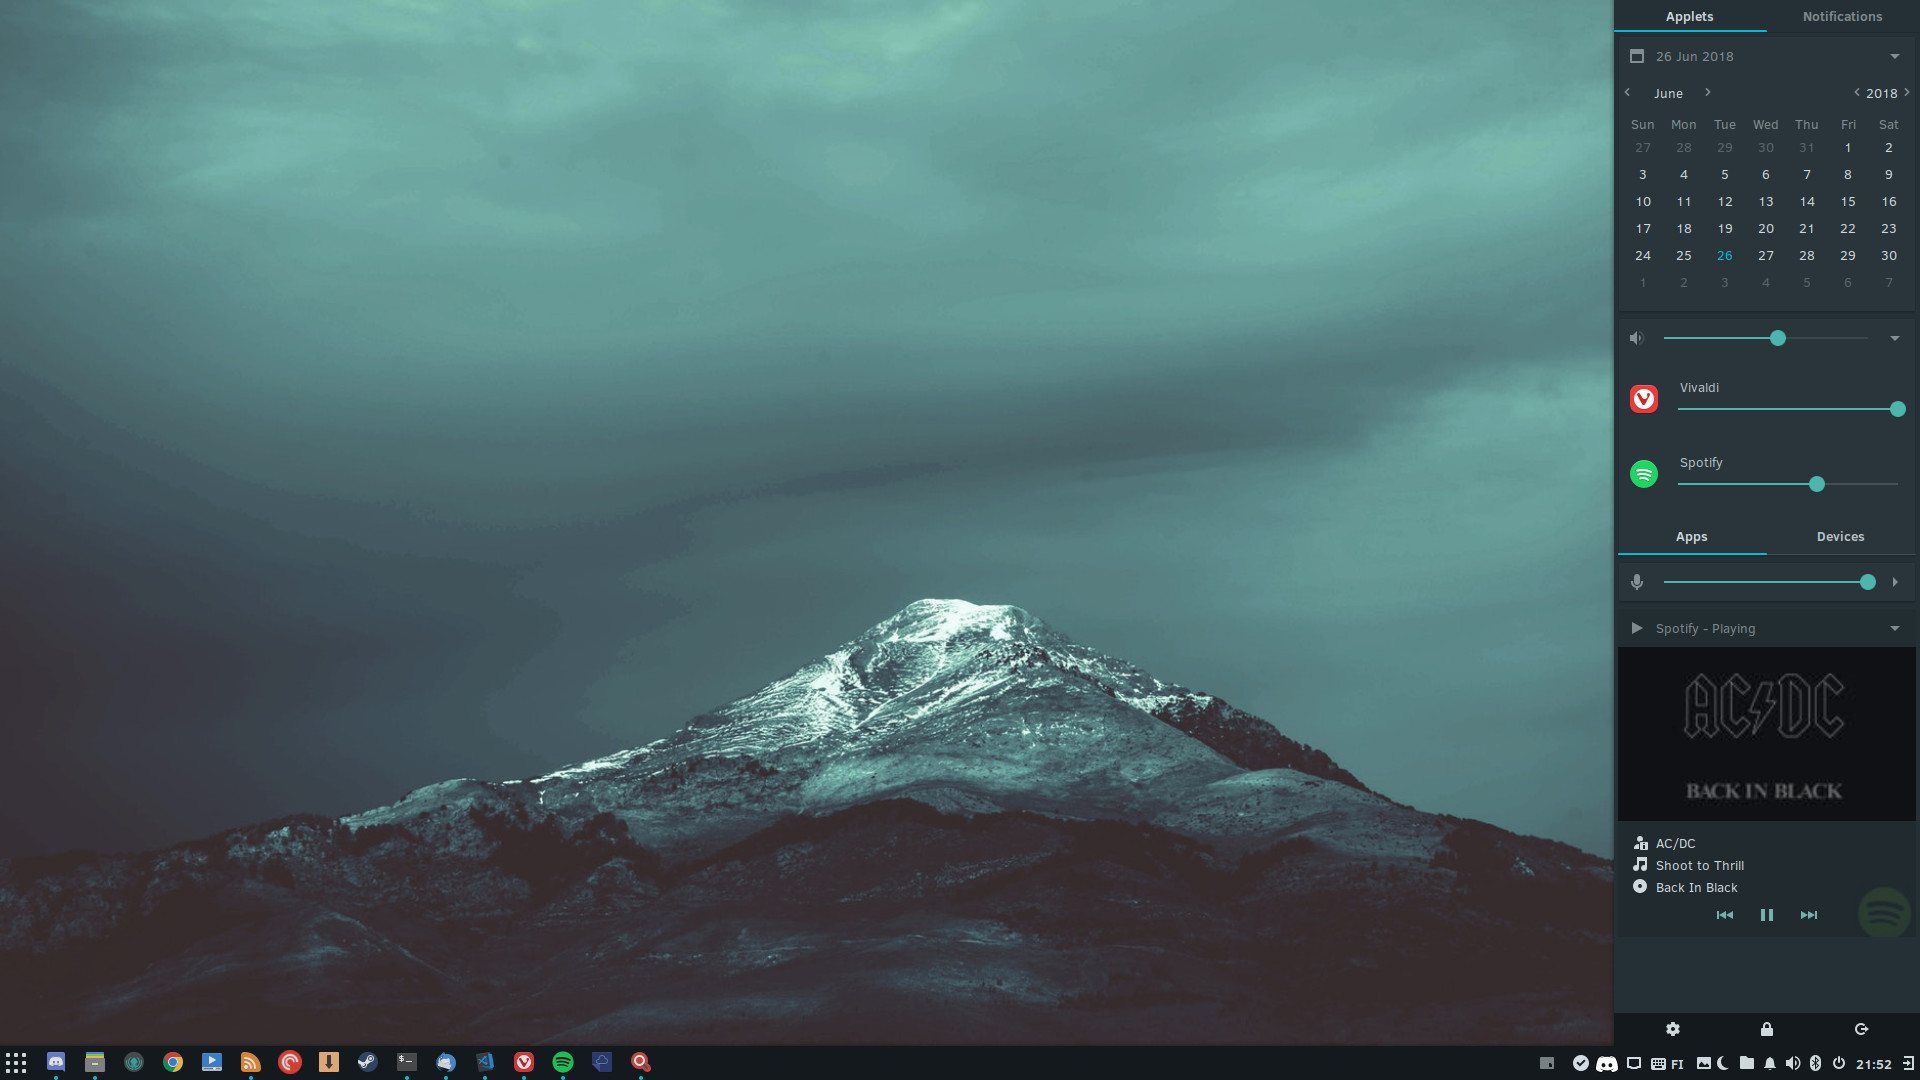 Applets Notifications
26 Jun 2018
June 2018
Sun Mon Tue Wed Thu Fri Sat
27 28 29 30 31 1 2
3 4 5 6 7 8 9
10 11 12 13 14 15 16
17 18 19 20 21 22 23
24 25 26 27 28 29 30
1 2 3 4 5 6 7
Vivaldi
Spotify
Apps Devices
Spotify - Playing
AC/DC
BACK IN BLACK
AC/DC
Shoot to Thrill
Back In Black
FI 21:52